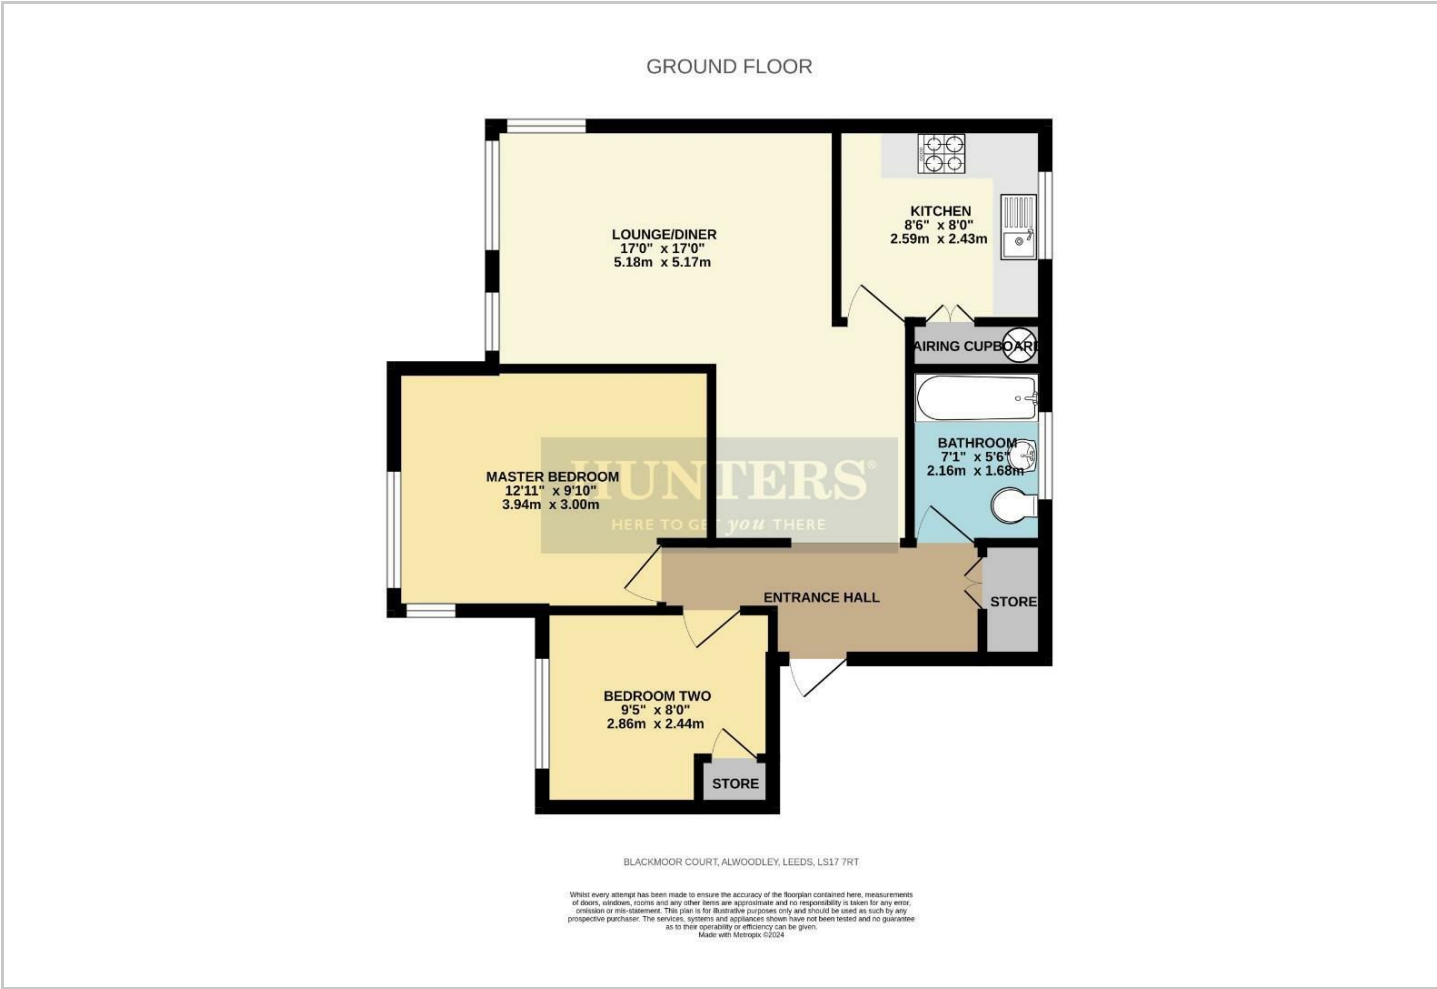 GROUND FLOOR
LOUNGE/DINER
17'0" x 17'0"
5.18m x 5.17m
KITCHEN
8'6" x 8'0"
2.59m x 2.43m
AIRING CUPBOARD
BATHROOM
7'1" x 5'6"
2.16m x 1.68m
MASTER BEDROOM
12'11" x 9'10"
3.94m x 3.00m
HUNTERS®
HERE TO GET you THERE
ENTRANCE HALL
STORE
BEDROOM TWO
9'5" x 8'0"
2.86m x 2.44m
STORE
BLACKMOOR COURT, ALWOODLEY, LEEDS, LS17 7RT
Whilst every attempt has been made to ensure the accuracy of the floorplan contained here, measurements
of doors, windows, rooms and any other items are approximate and no responsibility is taken for any error,
omission or mis-statement. This plan is for illustrative purposes only and should be used as such by any
prospective purchaser. The services, systems and appliances shown have not been tested and no guarantee
as to their operability or efficiency can be given.
Made with Metropix ©2024